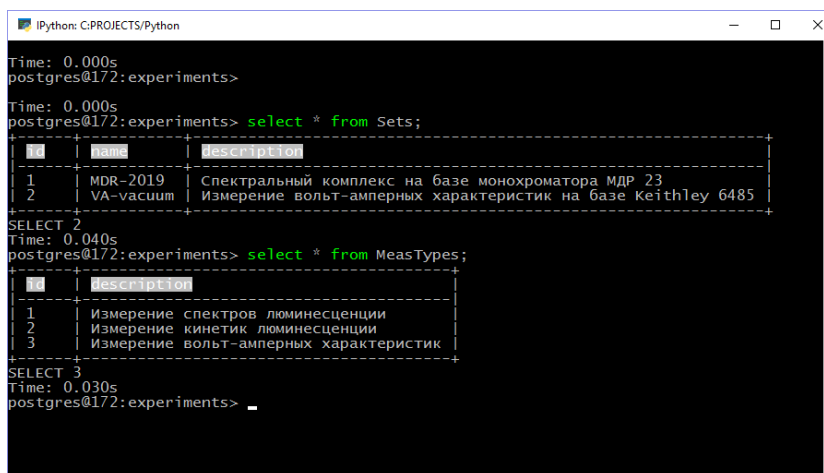 IPython: C:PROJECTS/Python
Time: 0.000s
postgres@172:experiments>
Time: 0.000s
postgres@172:experiments> select * from Sets;
+------+-----------+--------------------------------------------------------------+
| id | name | description |
|------+-----------+--------------------------------------------------------------|
| 1 | MDR-2019 | Спектральный комплекс на базе монохроматора МДР 23
| 2 | VA-vacuum | Измерение вольт-амперных характеристик на базе Keithley 6485 |
+------+-----------+--------------------------------------------------------------+
SELECT 2
Time: 0.040s
postgres@172:experiments> select * from MeasTypes;
+------+----------------------------------------+
| id | description |
|------+----------------------------------------|
| 1 | Измерение спектров люминесценции |
| 2 | Измерение кинетик люминесценции |
| 3 | Измерение вольт-амперных характеристик |
+------+----------------------------------------+
SELECT 3
Time: 0.030s
postgres@172:experiments>